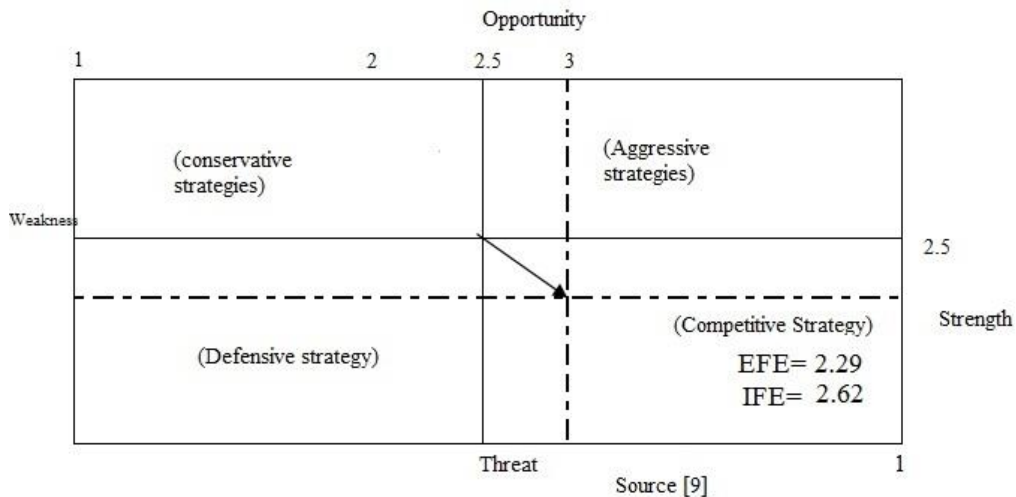 Opportunity
1 2 2.5 3
(conservative
strategies)
(Aggressive
strategies)
Weakness
2.5
Strength
(Competitive Strategy)
(Defensive strategy)
EFE= 2.29
IFE= 2.62
Threat
1
Source [9]